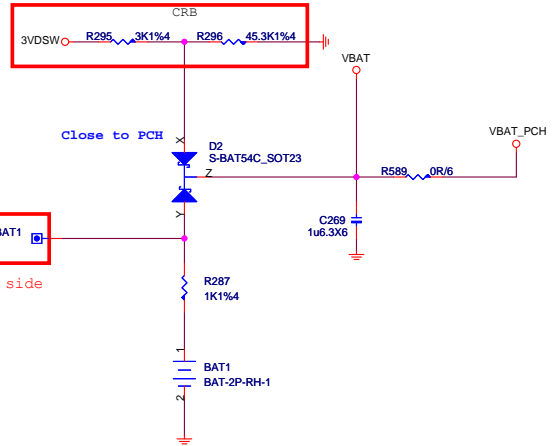 CRB
3VDSW R295 3K1%4 R296 45.3K1%4
VBAT
VBAT_PCH
Close to PCH
X
D2
S-BAT54C_SOT23
Z
R589 0R/6
Y
C269
1u6.3X6
BAT1
side
R287
1K1%4
1
BAT1
BAT-2P-RH-1
2